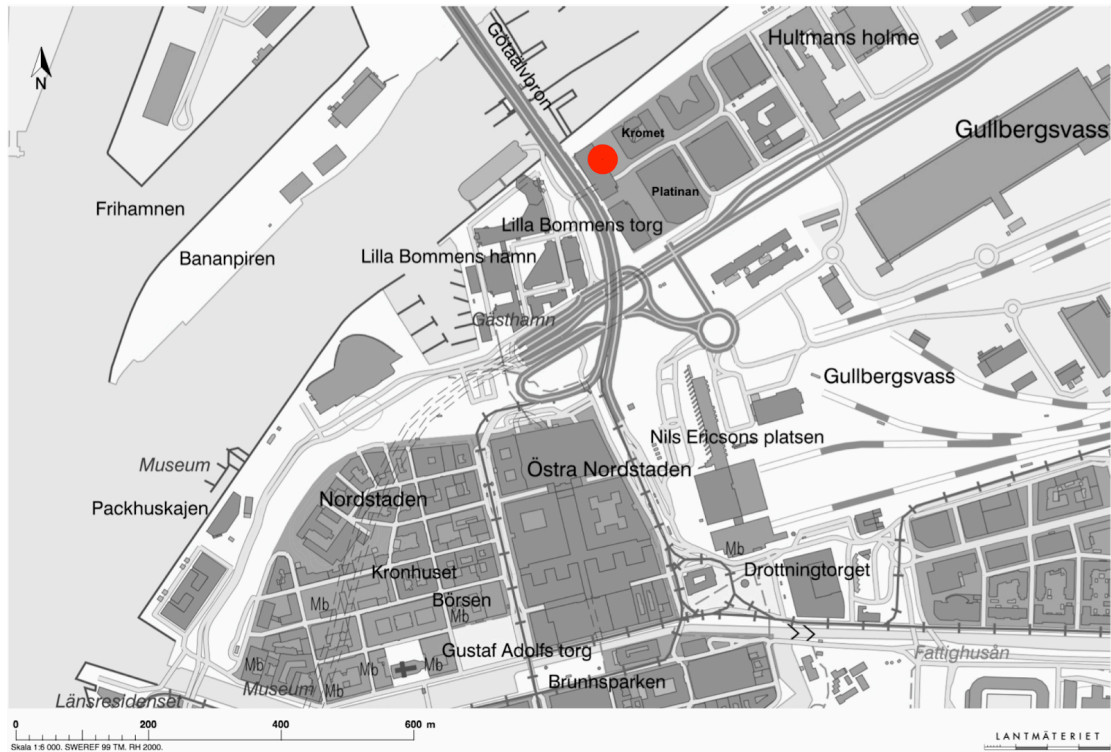 Götaälvbron
Hultmans holme
N
Kromet
Gullbergsvass
Platinan
Frihamnen
Lilla Bommens torg
Bananpiren
Lilla Bommens hamn
Gästhamn
Gullbergsvass
Nils Ericsons platsen
Museum
Östra Nordstaden
Nordstaden
Packhuskajen
Mb
Drottningtorget
Kronhuset
Mb
Börsen
Mb
Gustaf Adolfs torg
Fattighusån
Mb
Mb
Mb
Brunnsparken
Museum
Mb
Länsresidenset
0 200 400 600 m
Skala 1:6 000. SWEREF 99 TM. RH 2000.
LANTMÄTERIET